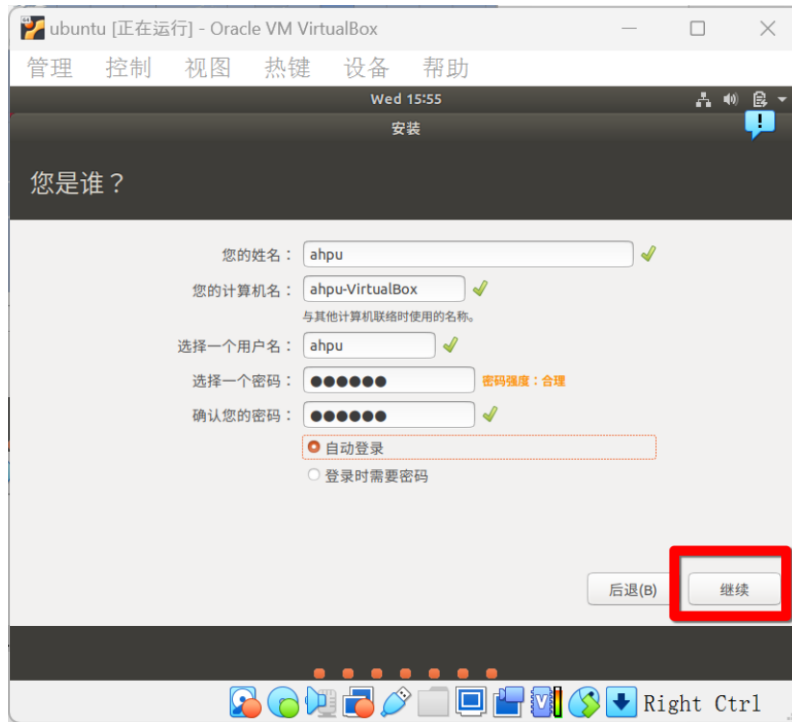 ubuntu [正在运行] - Oracle VM VirtualBox
管理 控制 视图 热键 设备 帮助
Wed 15:55
安装
您是谁？
您的姓名： ahpu
您的计算机名： ahpu-VirtualBox
与其他计算机联络时使用的名称。
选择一个用户名： ahpu
选择一个密码： ●●●●●● 密码强度：合理
确认您的密码： ●●●●●●
自动登录
登录时需要密码
后退(B) 继续
Right Ctrl